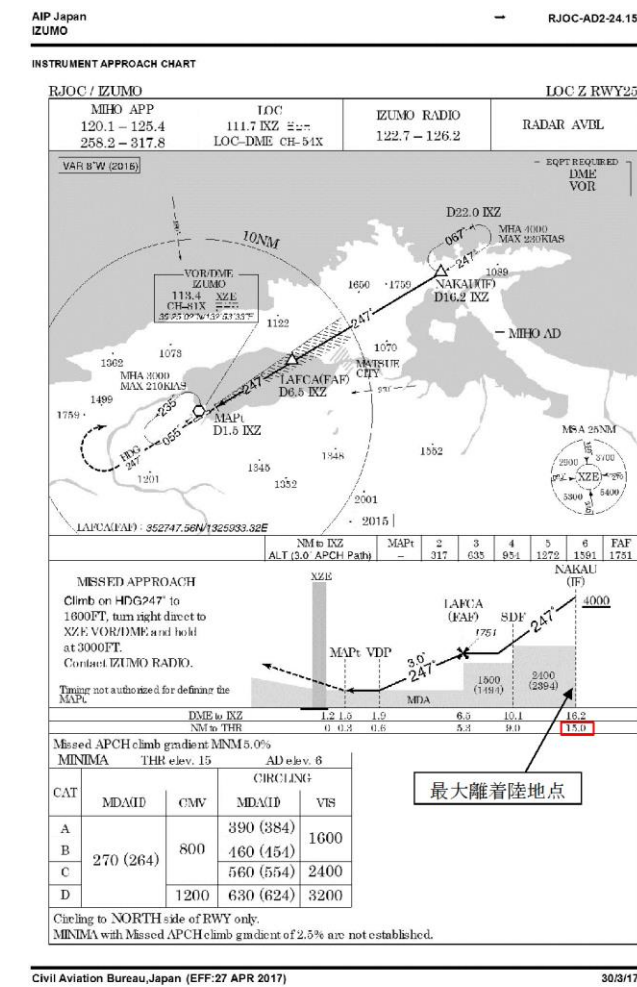 AIP Japan
IZUMO
RJOC-AD2-24.15
INSTRUMENT APPROACH CHART
RJOC / IZUMO
LOC Z RWY25
MIHO APP
120.1 – 125.4
258.2 – 317.8
LOC
111.7 IXZ
LOC–DME CH–54X
IZUMO RADIO
122.7 – 126.2
RADAR AVBL
VAR 8°W (2016)
EQPT REQUIRED
DME
VOR
D22.0 IXZ
067°
MHA 4000
MAX 230KIAS
247°
10NM
VOR/DME
IZUMO
113.4 XZE
CH–81X
1650
1759
1089
NAKAU(IF)
D16.2 IXZ
247°
1122
1070
MIHO AD
MATSUE
CITY
1362
1073
MHA 3000
MAX 210KIAS
247°
LAFCA(FAF)
D6.5 IXZ
1499
1759
235°
055°
HDG
247°
MAPt
D1.5 IXZ
1201
1345
1352
1348
1552
2001
2015
MSA 25NM
2900
3700
XZE
5300
5400
LAFCA(FAF) : 352747.56N/1325933.32E
NM to IXZ MAPt 2 3 4 5 6 FAF
ALT (3.0° APCH Path) – 317 635 954 1272 1591 1751
MISSED APPROACH
Climb on HDG247° to
1600FT, turn right direct to
XZE VOR/DME and hold
at 3000FT.
Contact IZUMO RADIO.
Timing not authorized for defining the
MAPt.
XZE
NAKAU
(IF)
4000
LAFCA
(FAF)
SDF
247°
1751
MAPt VDP
3.0°
247°
1500
(1494)
2400
(2394)
MDA
DME to IXZ 1.2 1.5 1.9 6.5 10.1 16.2
NM to THR 0 0.3 0.6 5.3 9.0 15.0
Missed APCH climb gradient MNM 5.0%
MINIMA THR elev. 15 AD elev. 6
CAT
MDA(H)
CMV
CIRCLING
MDA(H) VIS
A 270 (264) 800 390 (384) 1600
B 460 (454)
C 560 (554) 2400
D 1200 630 (624) 3200
Circling to NORTH side of RWY only.
MINIMA with Missed APCH climb gradient of 2.5% are not established.
最大離着陸地点
Civil Aviation Bureau,Japan (EFF:27 APR 2017)
30/3/17